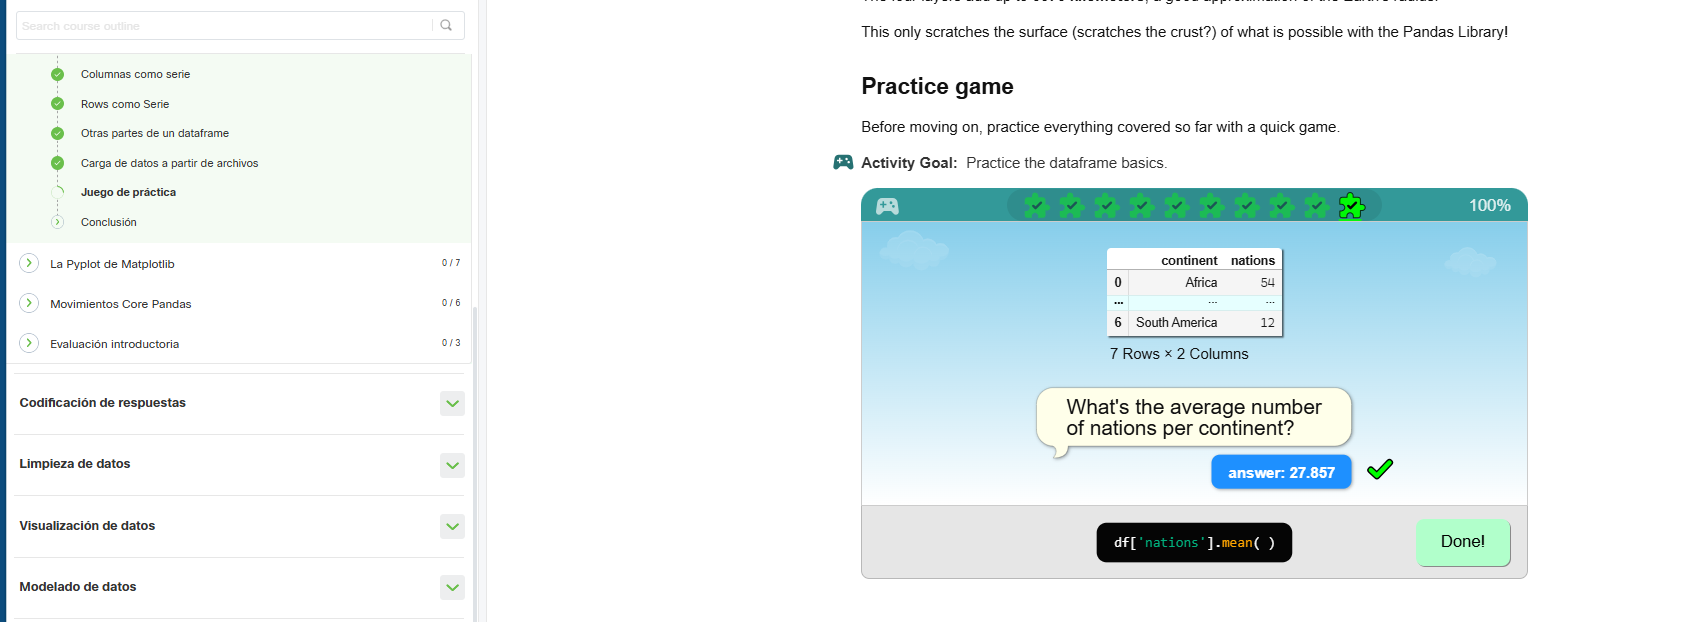 Search course outline
Columnas como serie
Rows como Serie
Otras partes de un dataframe
Carga de datos a partir de archivos
Juego de práctica
Conclusión
La Pyplot de Matplotlib 0 / 7
Movimientos Core Pandas 0 / 6
Evaluación introductoria 0 / 3
Codificación de respuestas
Limpieza de datos
Visualización de datos
Modelado de datos
This only scratches the surface (scratches the crust?) of what is possible with the Pandas Library!
Practice game
Before moving on, practice everything covered so far with a quick game.
Activity Goal: Practice the dataframe basics.
100%
continent nations
0 Africa 54
... ... ...
6 South America 12
7 Rows × 2 Columns
What's the average number
of nations per continent?
answer: 27.857
df['nations'].mean( )
Done!